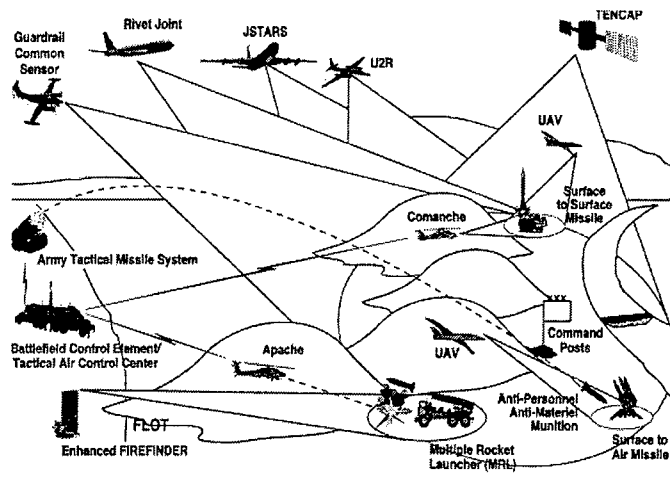 Guardrail
Common
Sensor
Rivet Joint
JSTARS
U2R
TENCAP
UAV
Surface
to Surface
Missile
Comanche
Army Tactical Missile System
Battlefield Control Element/
Tactical Air Control Center
XXX
Command
Posts
UAV
Apache
Anti-Personnel
Anti-Materiel
Munition
FLOT
Enhanced FIREFINDER
Multiple Rocket
Launcher (MRL)
Surface to
Air Missile